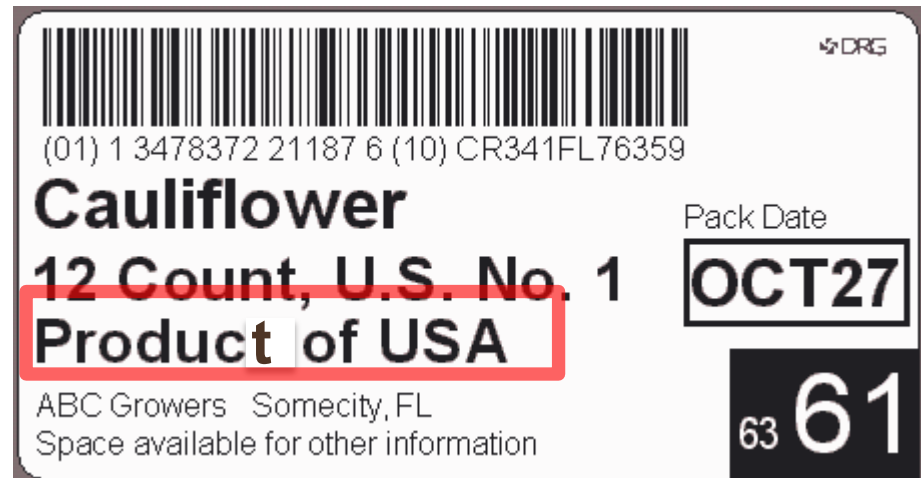 DRG
(01) 1 3478372 21187 6 (10) CR341FL76359
Cauliflower
12 Count, U.S. No. 1
Product of USA
Pack Date
OCT27
ABC Growers Somecity, FL
Space available for other information
63 61